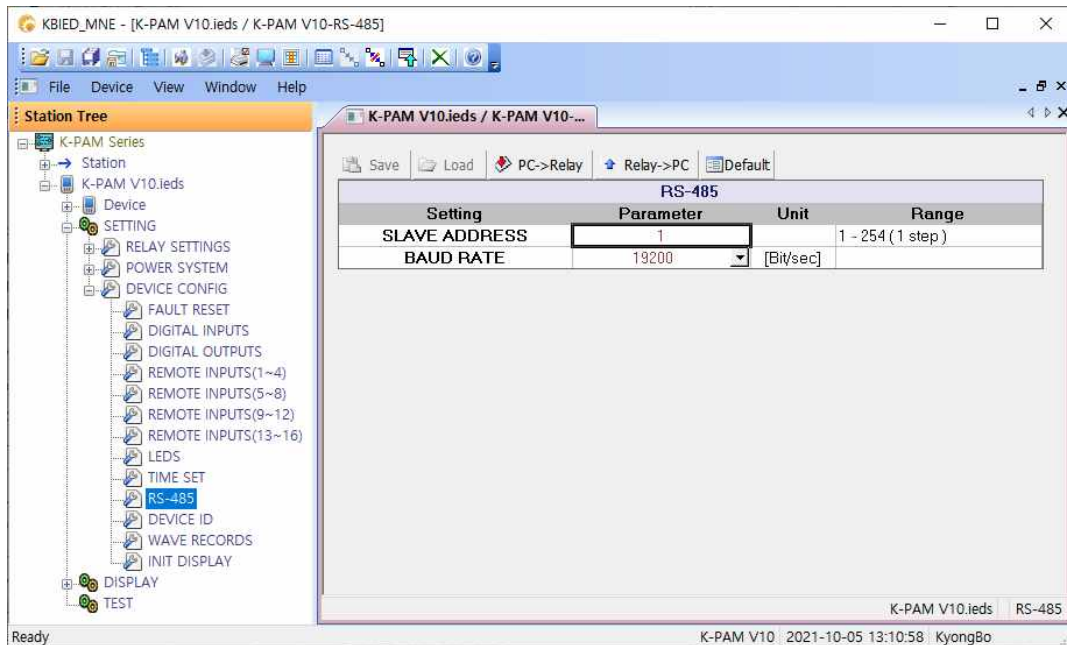 KBIED_MNE - [K-PAM V10.ieds / K-PAM V10-RS-485]
File Device View Window Help
Station Tree
K-PAM Series
Station
K-PAM V10.ieds
Device
SETTING
RELAY SETTINGS
POWER SYSTEM
DEVICE CONFIG
FAULT RESET
DIGITAL INPUTS
DIGITAL OUTPUTS
REMOTE INPUTS(1~4)
REMOTE INPUTS(5~8)
REMOTE INPUTS(9~12)
REMOTE INPUTS(13~16)
LEDS
TIME SET
RS-485
DEVICE ID
WAVE RECORDS
INIT DISPLAY
DISPLAY
TEST
K-PAM V10.ieds / K-PAM V10-...
Save Load PC->Relay Relay->PC Default
RS-485
Setting Parameter Unit Range
SLAVE ADDRESS 1 1 - 254 ( 1 step )
BAUD RATE 19200 [Bit/sec]
K-PAM V10.ieds RS-485
Ready K-PAM V10 2021-10-05 13:10:58 KyongBo